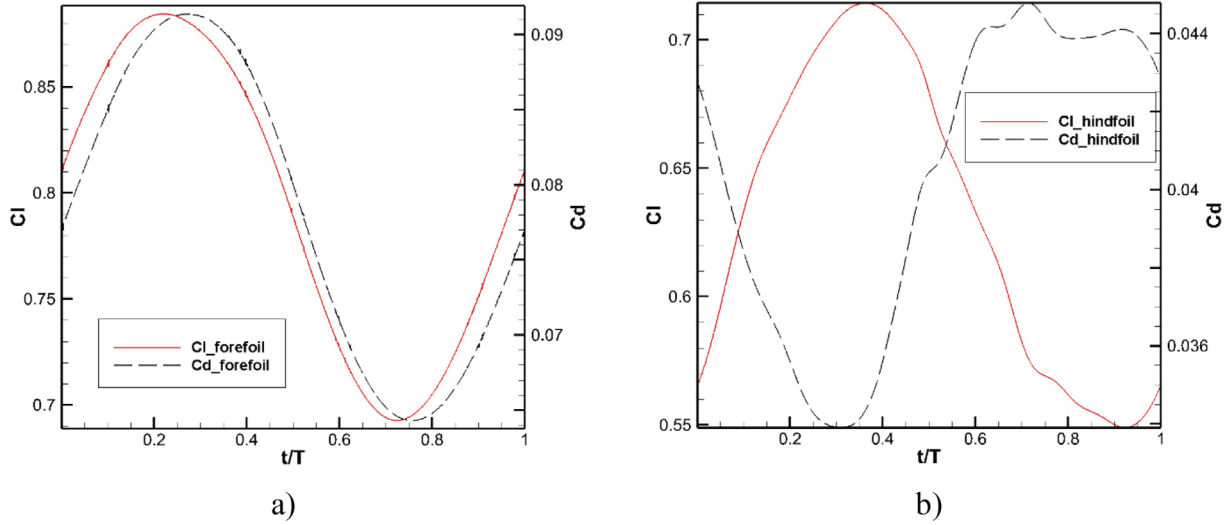 0.85
0.8
0.75
0.7
Cl
0.09
0.08
0.07
Cd
Cl_forefoil
Cd_forefoil
0.2 0.4 0.6 0.8 1
t/T
a)
0.7
0.65
0.6
0.55
Cl
0.044
0.04
0.036
Cd
Cl_hindfoil
Cd_hindfoil
0.2 0.4 0.6 0.8 1
t/T
b)